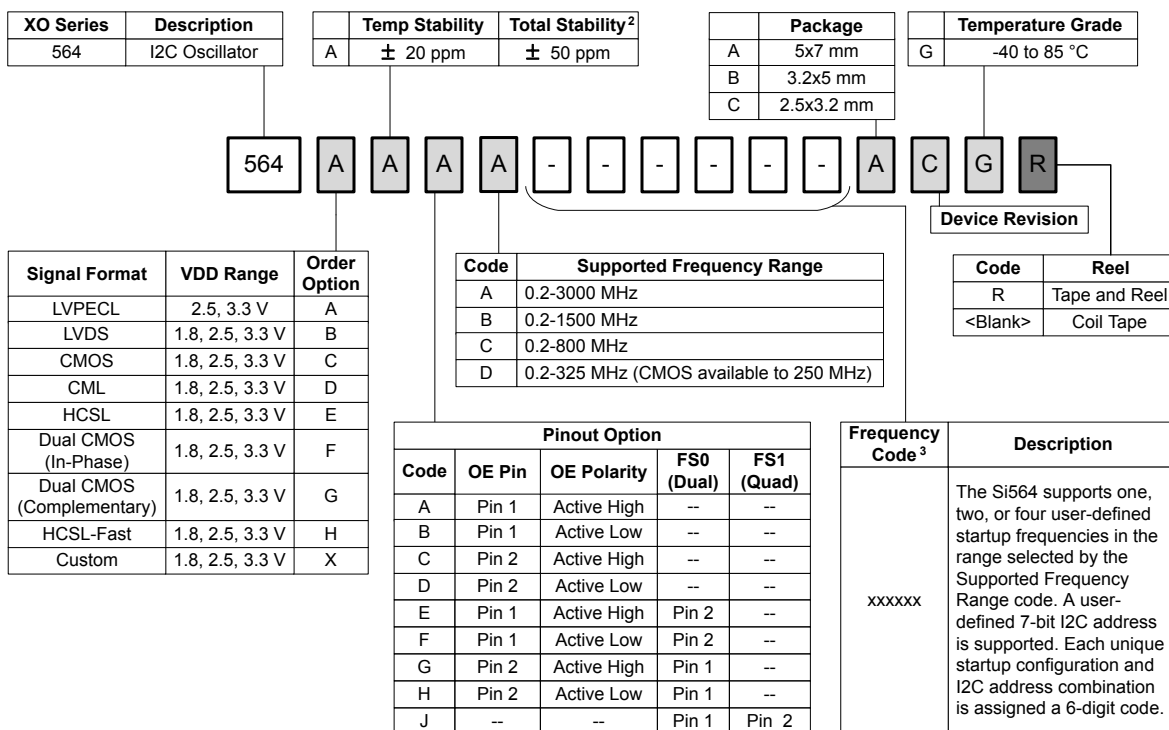 XO Series Description
564 I2C Oscillator
Temp Stability Total Stability 2
A ± 20 ppm ± 50 ppm
Package
A 5x7 mm
B 3.2x5 mm
C 2.5x3.2 mm
Temperature Grade
G -40 to 85 °C
564 A A A A - - - - - - A C G R
Device Revision
Signal Format VDD Range Order Option
LVPECL 2.5, 3.3 V A
LVDS 1.8, 2.5, 3.3 V B
CMOS 1.8, 2.5, 3.3 V C
CML 1.8, 2.5, 3.3 V D
HCSL 1.8, 2.5, 3.3 V E
Dual CMOS (In-Phase) 1.8, 2.5, 3.3 V F
Dual CMOS (Complementary) 1.8, 2.5, 3.3 V G
HCSL-Fast 1.8, 2.5, 3.3 V H
Custom 1.8, 2.5, 3.3 V X
Code Supported Frequency Range
A 0.2-3000 MHz
B 0.2-1500 MHz
C 0.2-800 MHz
D 0.2-325 MHz (CMOS available to 250 MHz)
Code Reel
R Tape and Reel
<Blank> Coil Tape
Pinout Option
Code OE Pin OE Polarity FS0 (Dual) FS1 (Quad)
A Pin 1 Active High -- --
B Pin 1 Active Low -- --
C Pin 2 Active High -- --
D Pin 2 Active Low -- --
E Pin 1 Active High Pin 2 --
F Pin 1 Active Low Pin 2 --
G Pin 2 Active High Pin 1 --
H Pin 2 Active Low Pin 1 --
J -- -- Pin 1 Pin 2
Frequency Code 3 Description
xxxxxx
The Si564 supports one,
two, or four user-defined
startup frequencies in the
range selected by the
Supported Frequency
Range code. A user-
defined 7-bit I2C address
is supported. Each unique
startup configuration and
I2C address combination
is assigned a 6-digit code.